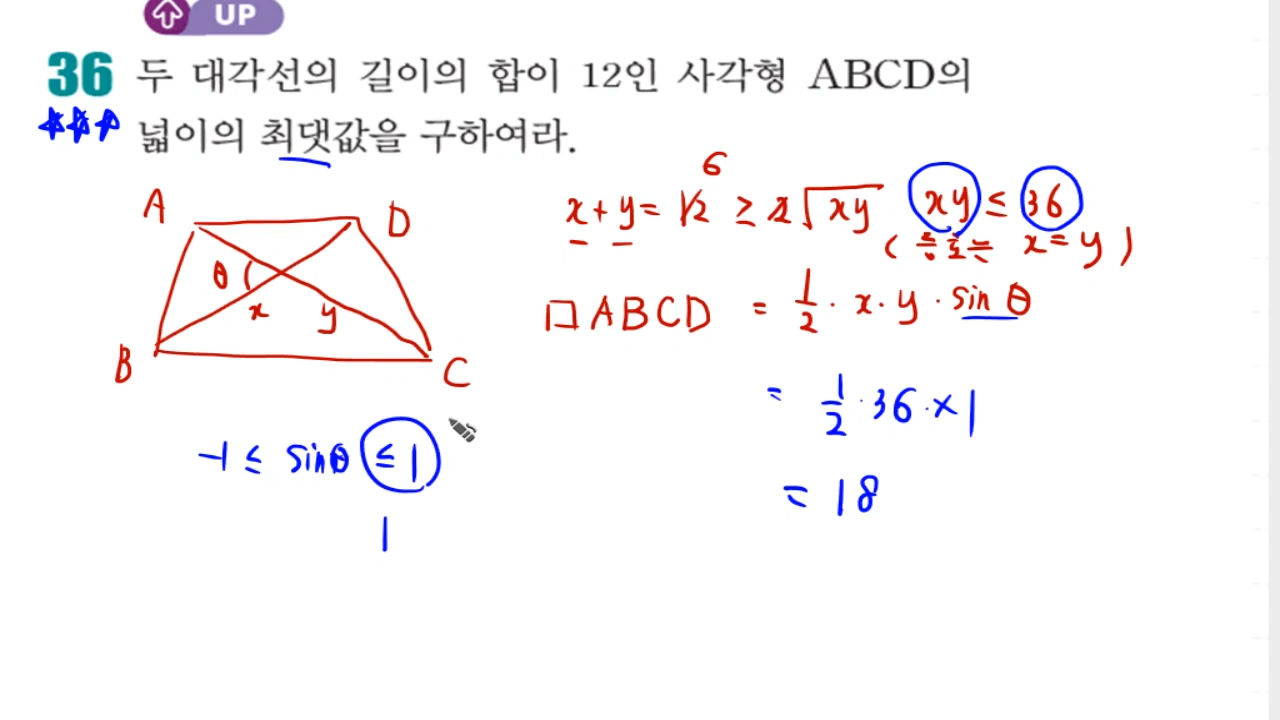 UP
36 두 대각선의 길이의 합이 12인 사각형 ABCD의
넓이의 최댓값을 구하여라.
A
D
θ
x
y
B
C
6
x + y = 12 ≥ 2√xy xy ≤ 36
(등호는 x = y)
□ABCD = 1/2 · x · y · sin θ
= 1/2 · 36 · × 1
= 18
-1 ≤ sinθ ≤ 1
1